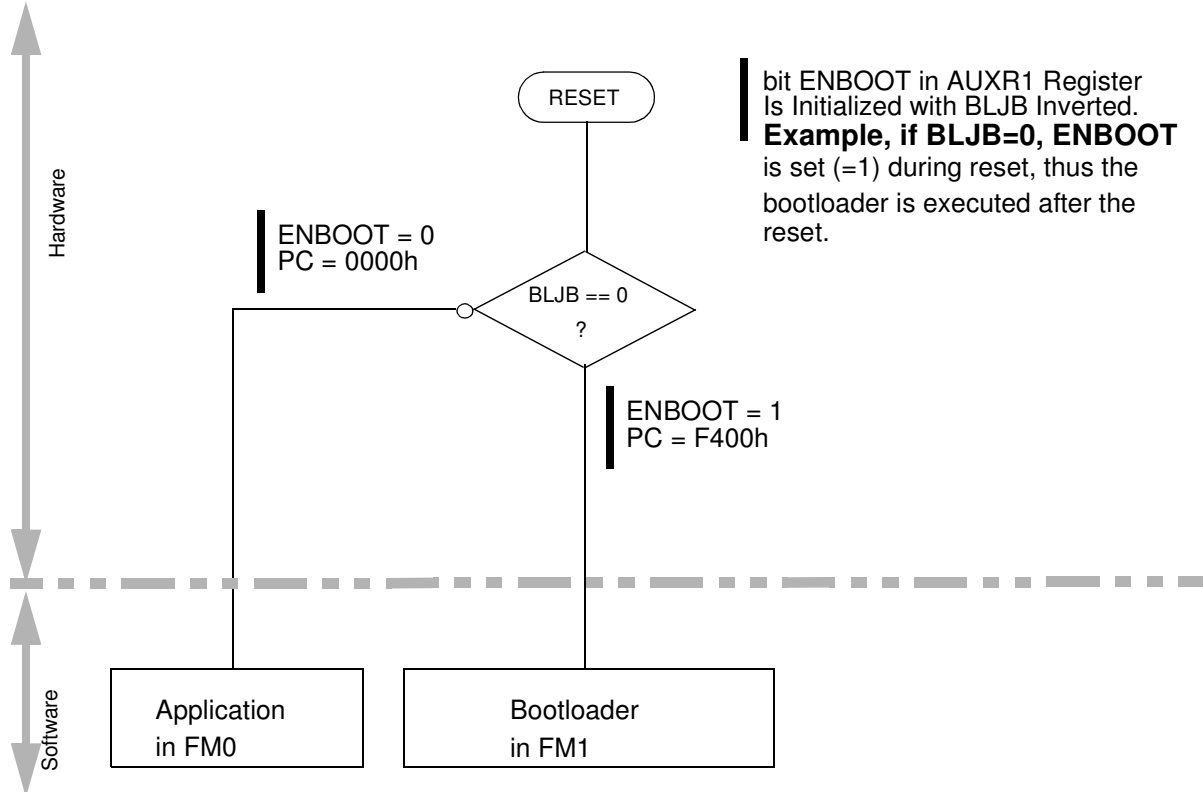 RESET
bit ENBOOT in AUXR1 Register
Is Initialized with BLJB Inverted.
Example, if BLJB=0, ENBOOT
is set (=1) during reset, thus the
bootloader is executed after the
reset.
Hardware
ENBOOT = 0
PC = 0000h
BLJB == 0
?
ENBOOT = 1
PC = F400h
Software
Application
in FM0
Bootloader
in FM1